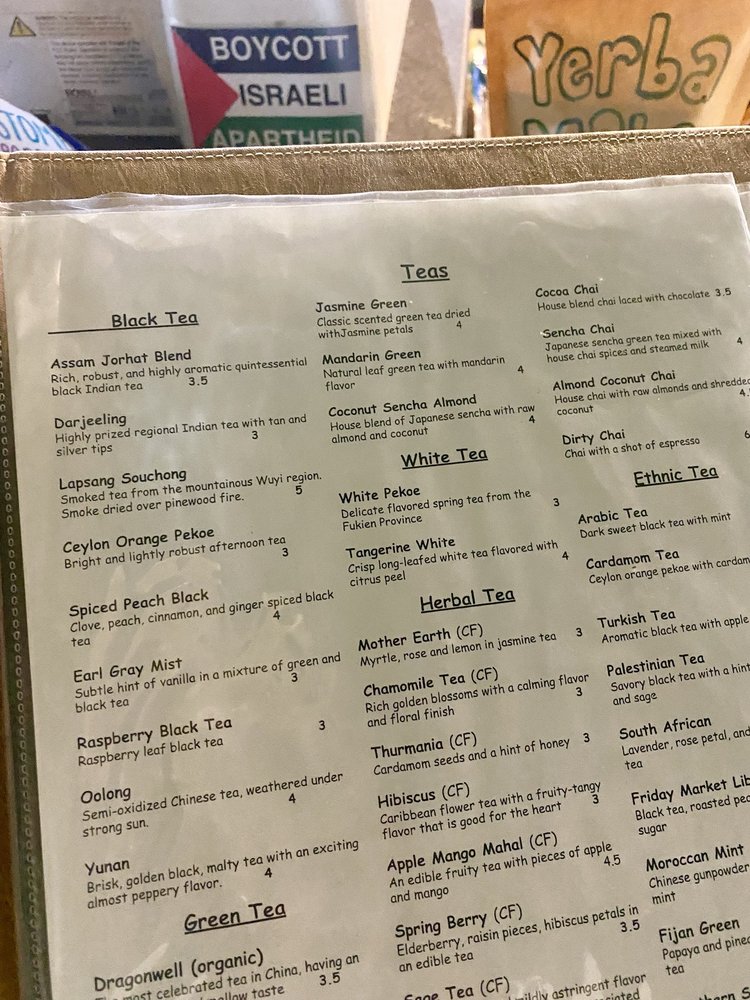 BOYCOTT
ISRAELI
APARTHEID
Yerba
Teas
Black Tea
Assam Jorhat Blend
Rich, robust, and highly aromatic quintessential
black Indian tea 3.5
Darjeeling
Highly prized regional Indian tea with tan and
silver tips 3
Lapsang Souchong
Smoked tea from the mountainous Wuyi region.
Smoke dried over pinewood fire. 5
Ceylon Orange Pekoe
Bright and lightly robust afternoon tea
3
Spiced Peach Black
Clove, peach, cinnamon, and ginger spiced black
tea 4
Earl Gray Mist
Subtle hint of vanilla in a mixture of green and
black tea 3
Raspberry Black Tea 3
Raspberry leaf black tea
Oolong
Semi-oxidized Chinese tea, weathered under
strong sun. 4
Yunan
Brisk, golden black, malty tea with an exciting
almost peppery flavor. 4
Green Tea
Dragonwell (organic)
most celebrated tea in China, having an
mellow taste 3.5
Jasmine Green
Classic scented green tea dried
withJasmine petals 4
Mandarin Green
Natural leaf green tea with mandarin
flavor 4
Coconut Sencha Almond
House blend of Japanese sencha with raw
almond and coconut 4
White Tea
White Pekoe
Delicate flavored spring tea from the
Fukien Province 3
Tangerine White
Crisp long-leafed white tea flavored with
citrus peel 4
Herbal Tea
Mother Earth (CF)
Myrtle, rose and lemon in jasmine tea 3
Chamomile Tea (CF)
Rich golden blossoms with a calming flavor
and floral finish 3
Thurmania (CF)
Cardamom seeds and a hint of honey 3
Hibiscus (CF)
Caribbean flower tea with a fruity-tangy
flavor that is good for the heart 3
Apple Mango Mahal (CF)
An edible fruity tea with pieces of apple
and mango 4.5
Spring Berry (CF)
Elderberry, raisin pieces, hibiscus petals in
an edible tea 3.5
Sage Tea (CF)
mildly astringent flavor
Cocoa Chai
House blend chai laced with chocolate 3.5
Sencha Chai
Japanese sencha green tea mixed with
house chai spices and steamed milk 4
Almond Coconut Chai
House chai with raw almonds and shredded
coconut
Dirty Chai
Chai with a shot of espresso 6
Ethnic Tea
Arabic Tea
Dark sweet black tea with mint
Cardamom Tea
Ceylon orange pekoe with cardam
Turkish Tea
Aromatic black tea with apple
Palestinian Tea
Savory black tea with a hint
and sage
South African
Lavender, rose petal, and
tea
Friday Market Lib
Black tea, roasted pea
sugar
Moroccan Mint
Chinese gunpowder
mint
Fijan Green
Papaya and pine
tea